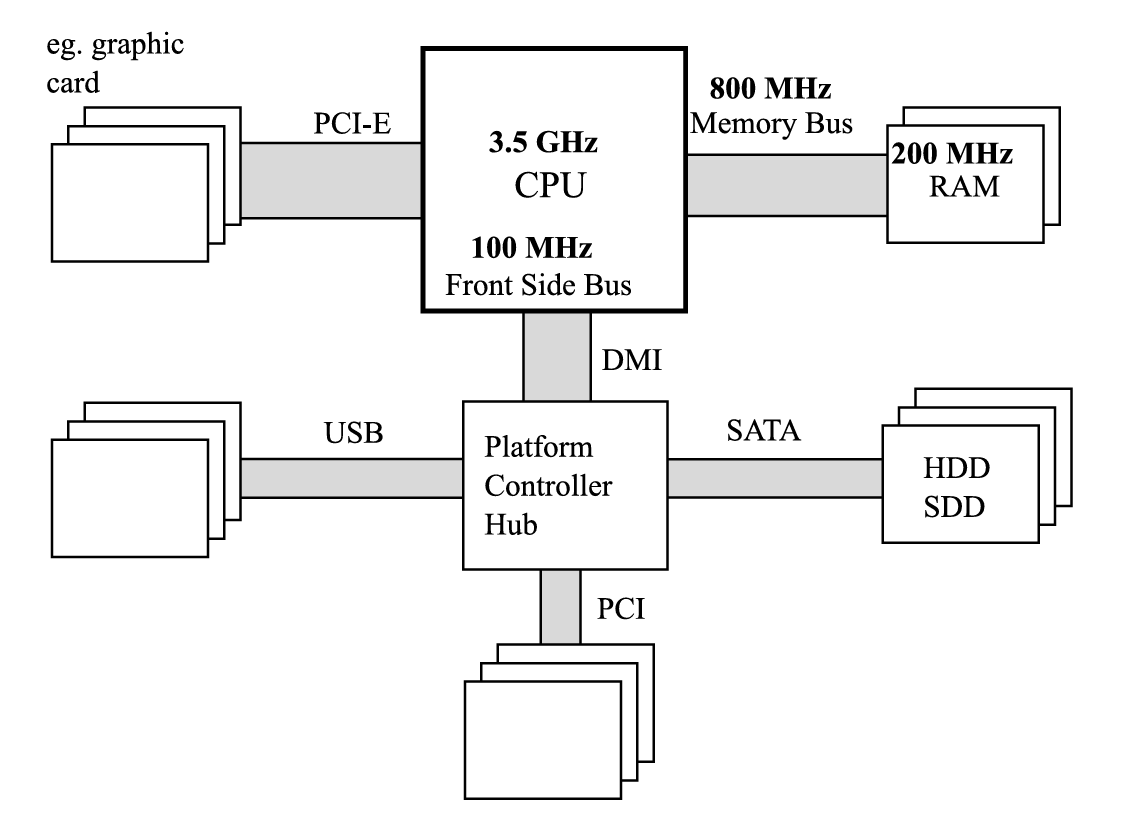 eg. graphic
card
PCI-E
3.5 GHz
CPU
100 MHz
Front Side Bus
800 MHz
Memory Bus
200 MHz
RAM
DMI
USB
Platform
Controller
Hub
SATA
HDD
SDD
PCI